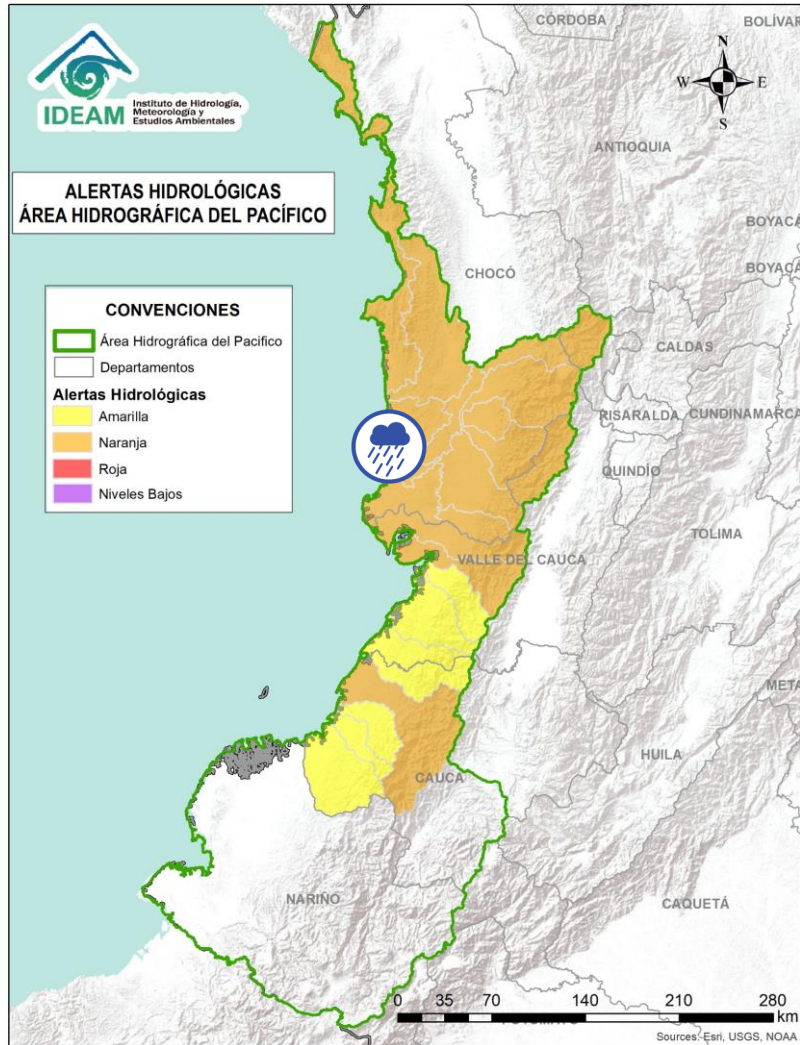 IDEAM
Instituto de Hidrología,
Meteorología y
Estudios Ambientales
ALERTAS HIDROLÓGICAS
ÁREA HIDROGRÁFICA DEL PACÍFICO
CONVENCIONES
Área Hidrográfica del Pacifico
Departamentos
Alertas Hidrológicas
Amarilla
Naranja
Roja
Niveles Bajos
N
W E
S
CÓRDOBA
BOLÍVAR
ANTIOQUIA
BOYACÁ
BOYACÁ
CHOCÓ
CALDAS
RISARALDA
CUNDINAMARCA
QUINDÍO
TOLIMA
VALLE DEL CAUCA
META
HUILA
CAUCA
NARIÑO
CAQUETÁ
0 35 70 140 210 280
km
Sources: Esri, USGS, NOAA